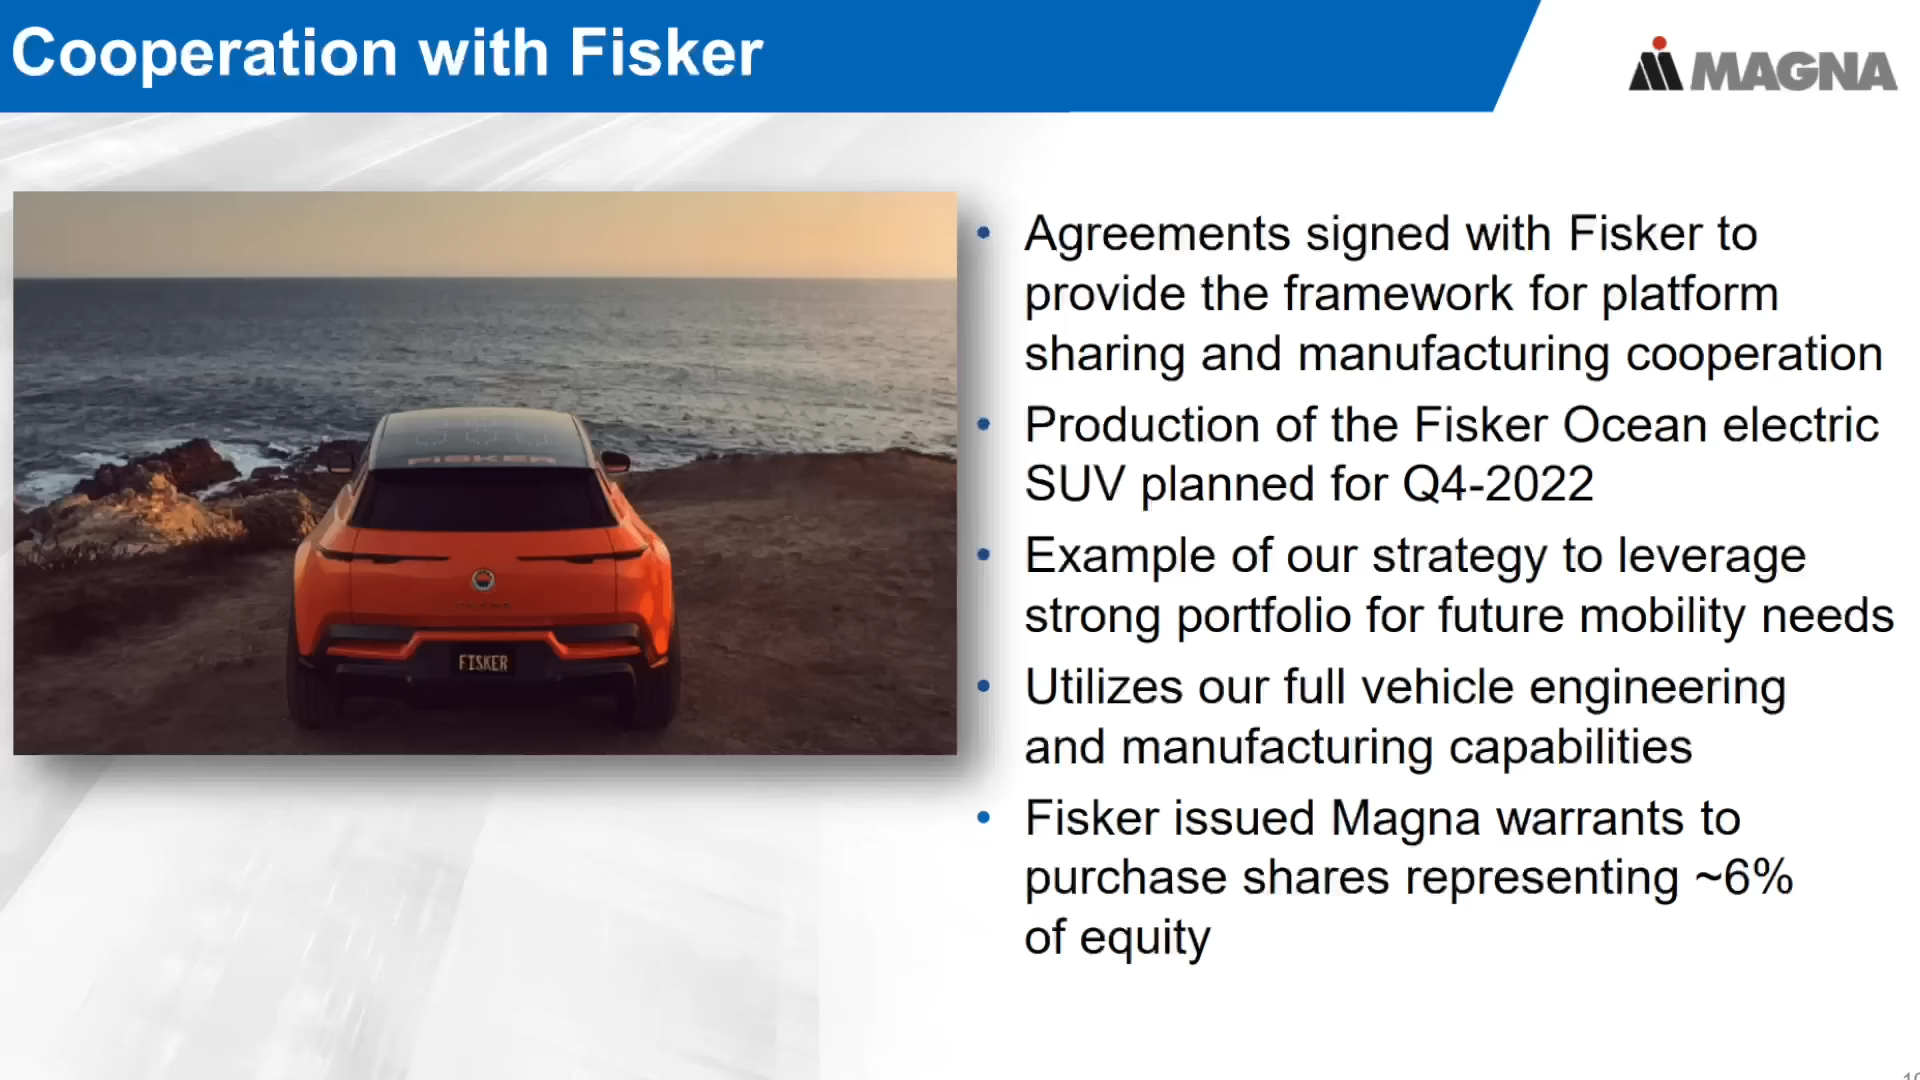 Cooperation with Fisker
MAGNA
FISKER
FISKER
• Agreements signed with Fisker to
provide the framework for platform
sharing and manufacturing cooperation
• Production of the Fisker Ocean electric
SUV planned for Q4-2022
• Example of our strategy to leverage
strong portfolio for future mobility needs
• Utilizes our full vehicle engineering
and manufacturing capabilities
• Fisker issued Magna warrants to
purchase shares representing ~6%
of equity